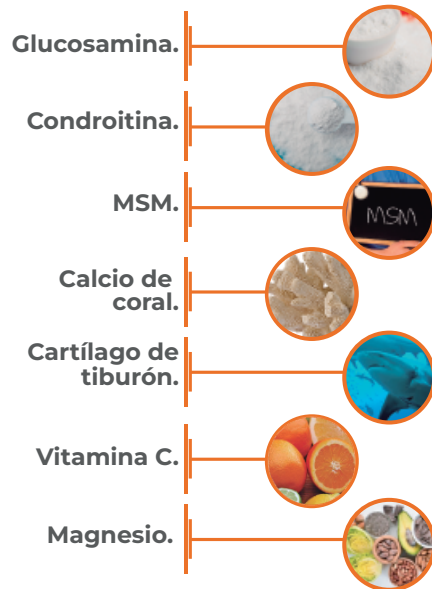 Glucosamina.
Condroitina.
MSM.
MSM
Calcio de
coral.
Cartílago de
tiburón.
Vitamina C.
Magnesio.